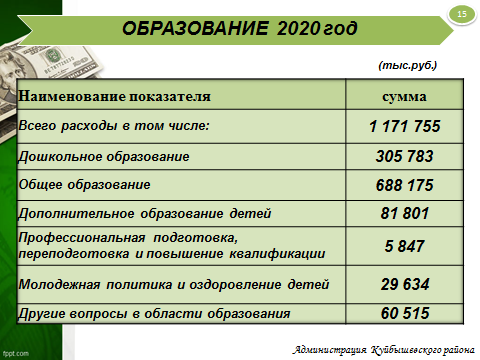 15
ОБРАЗОВАНИЕ 2020 год
(тыс.руб.)
Наименование показателя сумма
Всего расходы в том числе: 1 171 755
Дошкольное образование 305 783
Общее образование 688 175
Дополнительное образование детей 81 801
Профессиональная подготовка,
переподготовка и повышение квалификации 5 847
Молодежная политика и оздоровление детей 29 634
Другие вопросы в области образования 60 515
fppt.com
Администрация Куйбышевского района